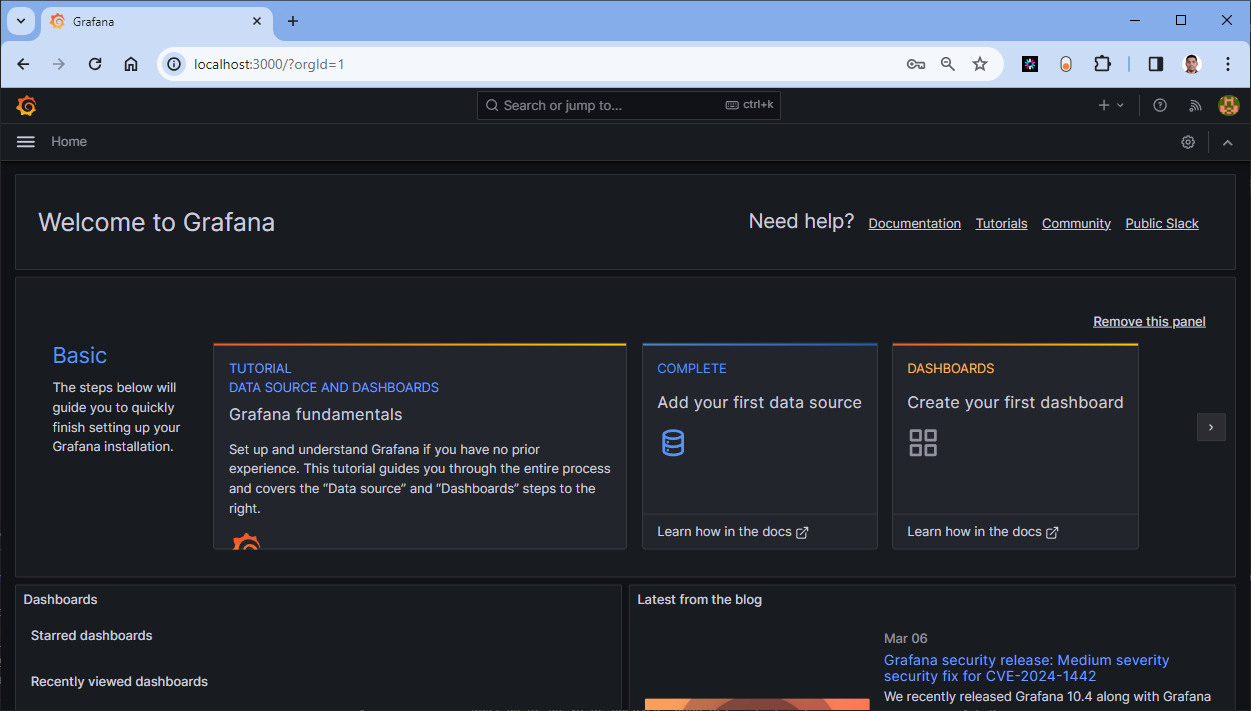 Grafana
localhost:3000/?orgId=1
Search or jump to...
ctrl+k
Home
Welcome to Grafana
Need help?
Documentation
Tutorials
Community
Public Slack
Remove this panel
Basic
The steps below will
guide you to quickly
finish setting up your
Grafana installation.
TUTORIAL
DATA SOURCE AND DASHBOARDS
Grafana fundamentals
Set up and understand Grafana if you have no prior
experience. This tutorial guides you through the entire process
and covers the “Data source” and “Dashboards” steps to the
right.
COMPLETE
Add your first data source
Learn how in the docs
DASHBOARDS
Create your first dashboard
Learn how in the docs
Dashboards
Starred dashboards
Recently viewed dashboards
Latest from the blog
Mar 06
Grafana security release: Medium severity
security fix for CVE-2024-1442
We recently released Grafana 10.4 along with Grafana